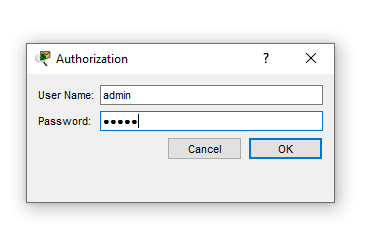 Authorization ?
User Name: admin
Password: ●●●●●
Cancel OK